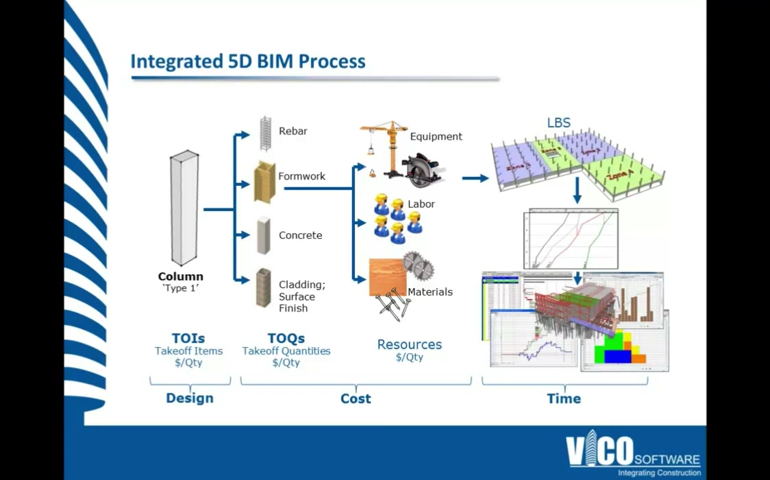 Integrated 5D BIM Process
Rebar
Formwork
Concrete
Cladding;
Surface
Finish
Column
'Type 1'
Equipment
Labor
Materials
LBS
TOIs
Takeoff Items
$/Qty
TOQs
Takeoff Quantities
$/Qty
Resources
$/Qty
Design
Cost
Time
VICO SOFTWARE
Integrating Construction